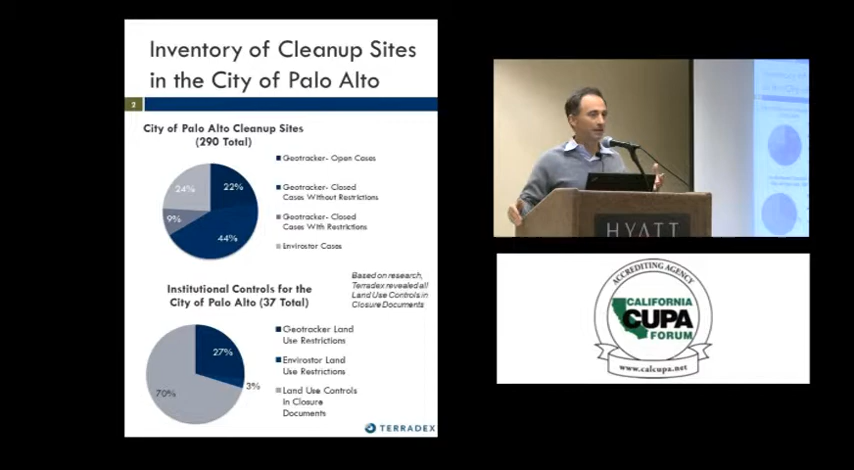 Inventory of Cleanup Sites
in the City of Palo Alto
2
City of Palo Alto Cleanup Sites
(290 Total)
24%
22%
9%
44%
Geotracker- Open Cases
Geotracker- Closed
Cases Without Restrictions
Geotracker- Closed
Cases With Restrictions
Envirostor Cases
Based on research,
Terradex revealed all
Land Use Controls in
Closure Documents
Institutional Controls for the
City of Palo Alto (37 Total)
27%
3%
70%
Geotracker Land
Use Restrictions
Envirostor Land
Use Restrictions
Land Use Controls
In Closure
Documents
TERRADEX
HYATT
ACCREDITING AGENCY
CALIFORNIA
CUPA
FORUM
www.calcupa.net